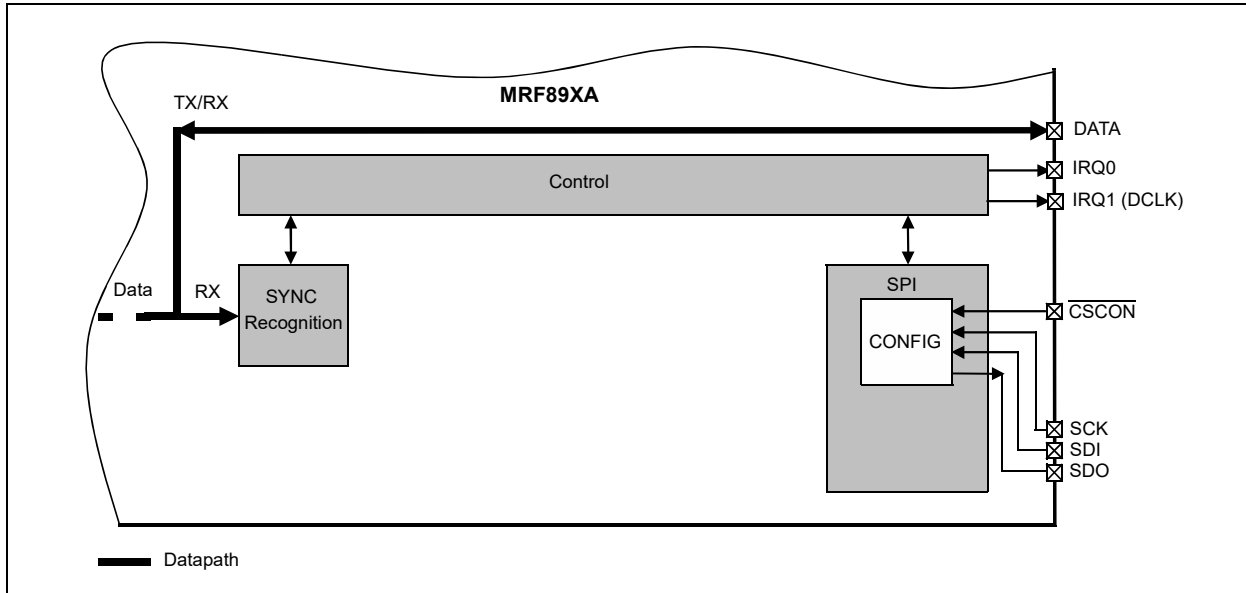 MRF89XA
TX/RX
DATA
Control
IRQ0
IRQ1 (DCLK)
Data
RX
SYNC
Recognition
SPI
CSCON
CONFIG
SCK
SDI
SDO
Datapath